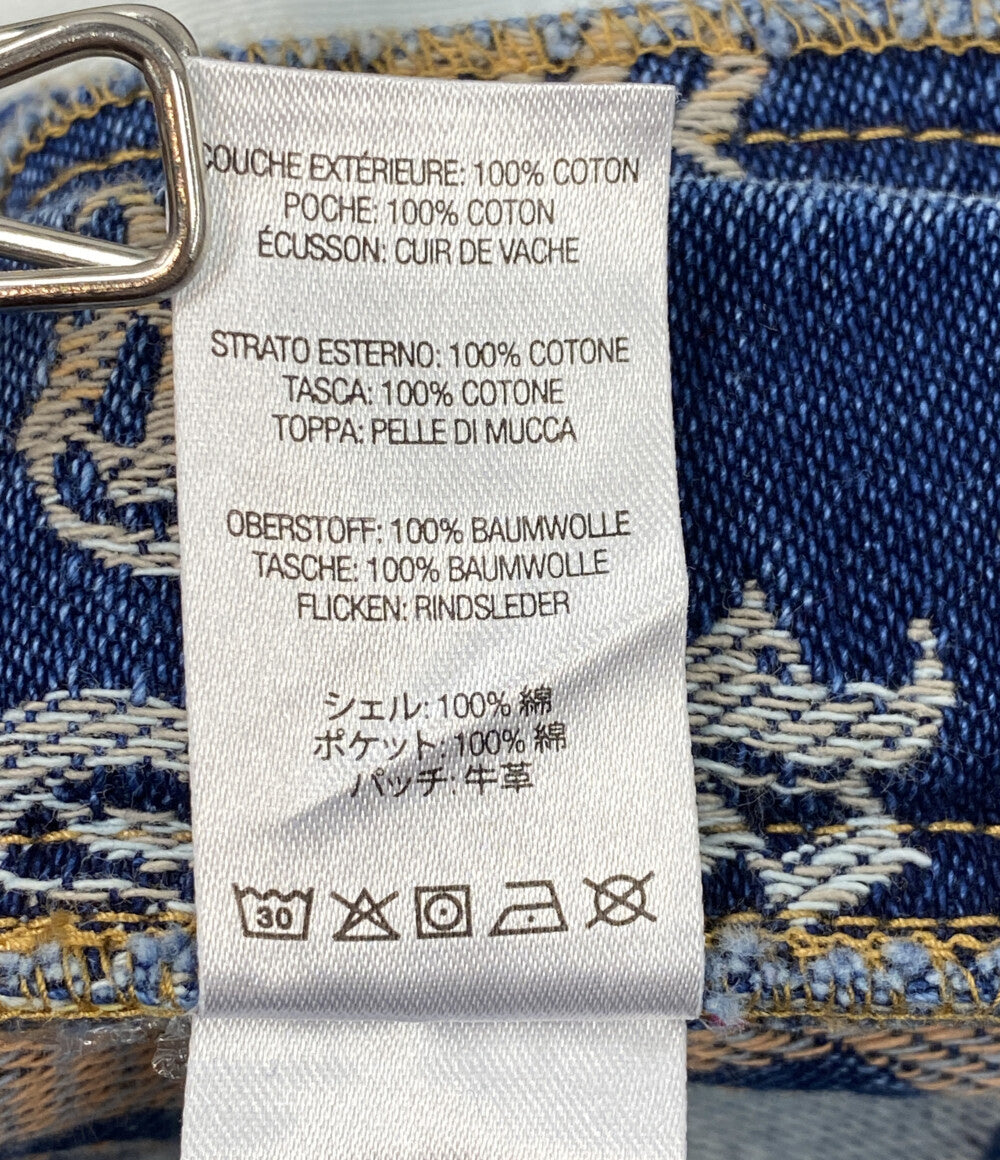 COUCHE EXTÉRIEURE: 100% COTON
POCHE: 100% COTON
ÉCUSSON: CUIR DE VACHE
STRATO ESTERNO: 100% COTONE
TASCA: 100% COTONE
TOPPA: PELLE DI MUCCA
OBERSTOFF: 100% BAUMWOLLE
TASCHE: 100% BAUMWOLLE
FLICKEN: RINDSLEDER
シェル: 100% 綿
ポケット: 100% 綿
パッチ: 牛革
30